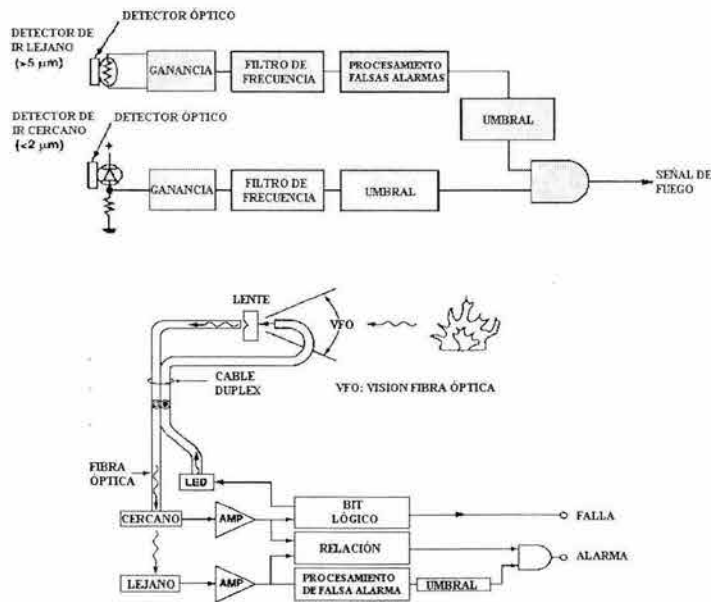 DETECTOR ÓPTICO
DETECTOR DE
IR LEJANO
(>5 µm)
GANANCIA
FILTRO DE
FRECUENCIA
PROCESAMIENTO
FALSAS ALARMAS
UMBRAL
DETECTOR DE
IR CERCANO
(<2 µm)
DETECTOR ÓPTICO
+
GANANCIA
FILTRO DE
FRECUENCIA
UMBRAL
SEÑAL DE
FUEGO
LENTE
VFO
CABLE
DUPLEX
VFO: VISION FIBRA ÓPTICA
FIBRA
ÓPTICA
LED
BIT
LÓGICO
FALLA
CERCANO
AMP
RELACIÓN
ALARMA
LEJANO
AMP
PROCESAMIENTO
DE FALSA ALARMA
UMBRAL